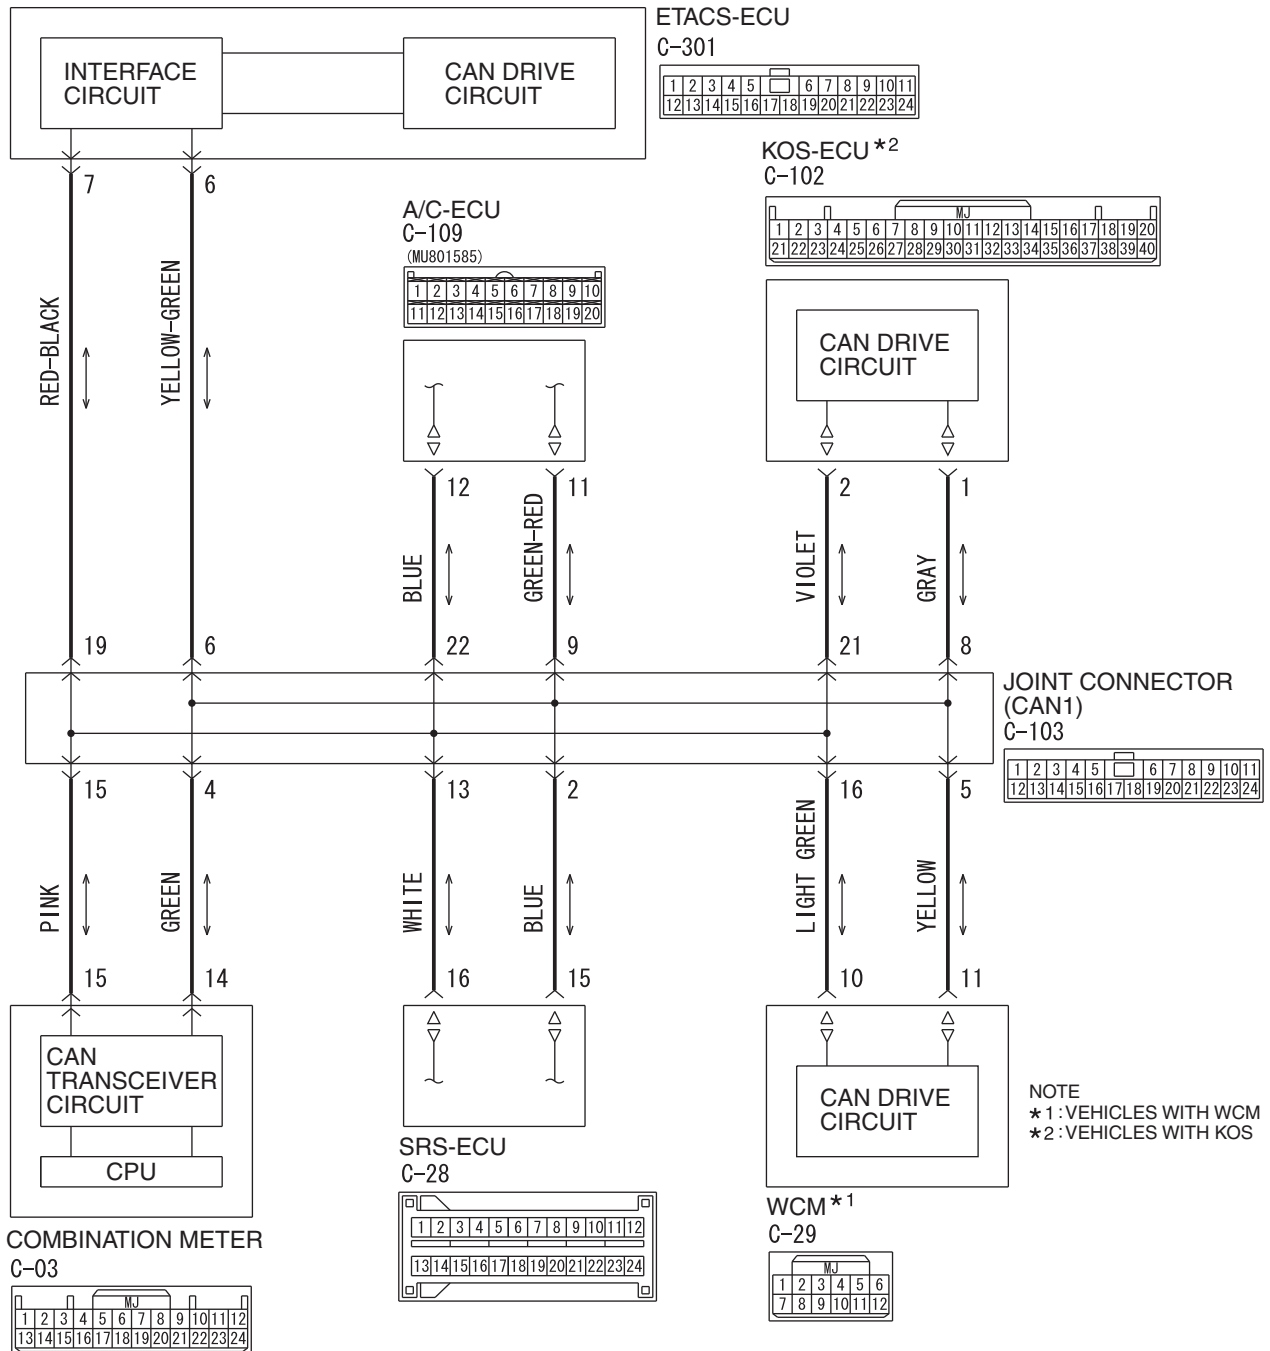 ETACS-ECU
C-301
INTERFACE
CIRCUIT
CAN DRIVE
CIRCUIT
1 2 3 4 5 6 7 8 9 10 11
12 13 14 15 16 17 18 19 20 21 22 23 24
7 6
KOS-ECU *2
C-102
MJ
1 2 3 4 5 6 7 8 9 10 11 12 13 14 15 16 17 18 19 20
21 22 23 24 25 26 27 28 29 30 31 32 33 34 35 36 37 38 39 40
A/C-ECU
C-109
(MU801585)
1 2 3 4 5 6 7 8 9 10
11 12 13 14 15 16 17 18 19 20
CAN DRIVE
CIRCUIT
RED-BLACK
YELLOW-GREEN
12 11 2 1
BLUE
GREEN-RED
VIOLET
GRAY
19 6 22 9 21 8
JOINT CONNECTOR
(CAN1)
C-103
1 2 3 4 5 6 7 8 9 10 11
12 13 14 15 16 17 18 19 20 21 22 23 24
15 4 13 2 16 5
PINK
GREEN
WHITE
BLUE
LIGHT GREEN
YELLOW
15 14 16 15 10 11
CAN
TRANSCEIVER
CIRCUIT
CPU
CAN DRIVE
CIRCUIT
NOTE
*1:VEHICLES WITH WCM
*2:VEHICLES WITH KOS
SRS-ECU
C-28
1 2 3 4 5 6 7 8 9 10 11 12
13 14 15 16 17 18 19 20 21 22 23 24
WCM *1
C-29
MJ
1 2 3 4 5 6
7 8 9 10 11 12
COMBINATION METER
C-03
MJ
1 2 3 4 5 6 7 8 9 10 11 12
13 14 15 16 17 18 19 20 21 22 23 24